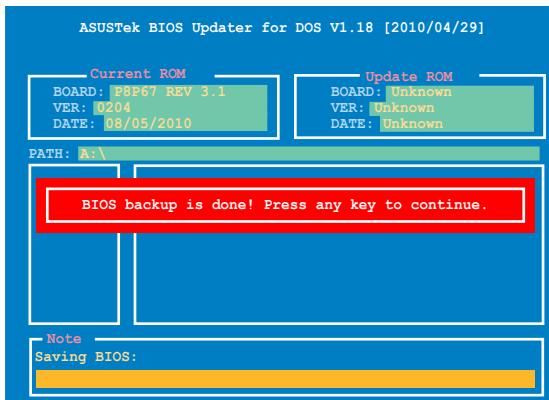 ASUSTek BIOS Updater for DOS V1.18 [2010/04/29]
Current ROM
BOARD: P8P67 REV 3.1
VER: 0204
DATE: 08/05/2010
Update ROM
BOARD: Unknown
VER: Unknown
DATE: Unknown
PATH: A:\
BIOS backup is done! Press any key to continue.
Note
Saving BIOS: